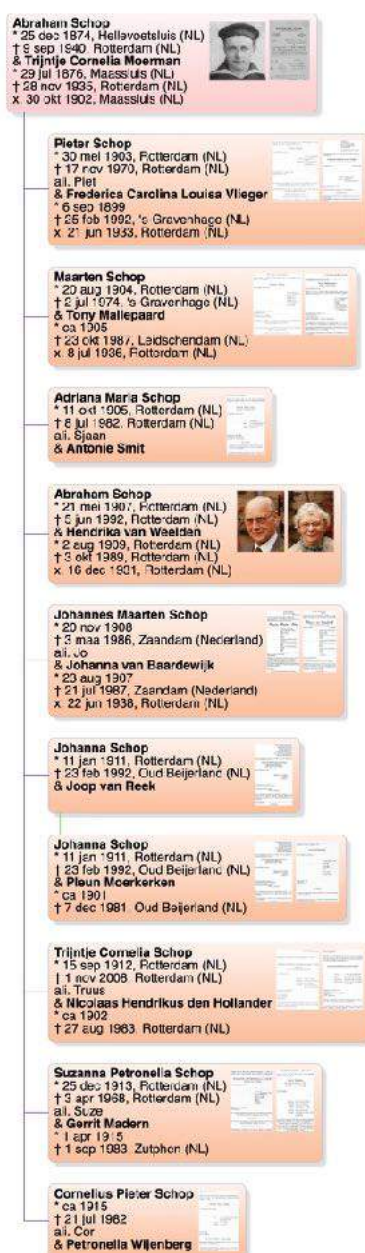 Abraham Schop
* 25 dec 1874, Hellevoetsluis (NL)
† 9 sep 1940, Rotterdam (NL)
& Trijntje Cornelia Moerman
* 29 jul 1876, Maassluis (NL)
† 28 nov 1935, Rotterdam (NL)
x. 30 okt 1902, Maassluis (NL)
Pieter Schop
* 30 mei 1903, Rotterdam (NL)
† 17 nov 1970, Rotterdam (NL)
ali. Piet
& Frederica Carolina Louisa Vlieger
* 6 sep 1899
† 25 feb 1992, 's Gravenhage (NL)
x. 21 jun 1933, Rotterdam (NL)
Maarten Schop
* 20 aug 1904, Rotterdam (NL)
† 2 jul 1974, 's Gravenhage (NL)
& Tony Mallepaard
* ca 1905
† 23 okt 1987, Leidschendam (NL)
x. 8 jul 1936, Rotterdam (NL)
Adriana Maria Schop
* 11 okt 1905, Rotterdam (NL)
† 8 jul 1982, Rotterdam (NL)
ali. Sjaan
& Antonie Smit
Abraham Schop
* 21 mei 1907, Rotterdam (NL)
† 5 jun 1992, Rotterdam (NL)
& Hendrika van Weelden
* 2 aug 1909, Rotterdam (NL)
† 3 okt 1989, Rotterdam (NL)
x. 16 dec 1931, Rotterdam (NL)
Johannes Maarten Schop
* 20 nov 1908
† 3 maa 1986, Zaandam (Nederland)
ali. Jo
& Johanna van Baardewijk
* 23 aug 1907
† 21 jul 1987, Zaandam (Nederland)
x. 22 jun 1938, Rotterdam (NL)
Johanna Schop
* 11 jan 1911, Rotterdam (NL)
† 23 feb 1992, Oud Beijerland (NL)
& Joop van Reek
Johanna Schop
* 11 jan 1911, Rotterdam (NL)
† 23 feb 1992, Oud Beijerland (NL)
& Pleun Moerkerken
* ca 1901
† 7 dec 1981, Oud Beijerland (NL)
Trijntje Cornelia Schop
* 15 sep 1912, Rotterdam (NL)
† 1 nov 2008, Rotterdam (NL)
ali. Truus
& Nicolaas Hendrikus den Hollander
* ca 1902
† 27 aug 1983, Rotterdam (NL)
Suzanna Petronella Schop
* 25 dec 1913, Rotterdam (NL)
† 3 apr 1968, Rotterdam (NL)
ali. Suze
& Gerrit Madern
* 1 apr 1915
† 1 sep 1983, Zutphen (NL)
Cornelius Pieter Schop
* ca 1915
† 21 jul 1982
ali. Cor
& Petronella Wijenberg